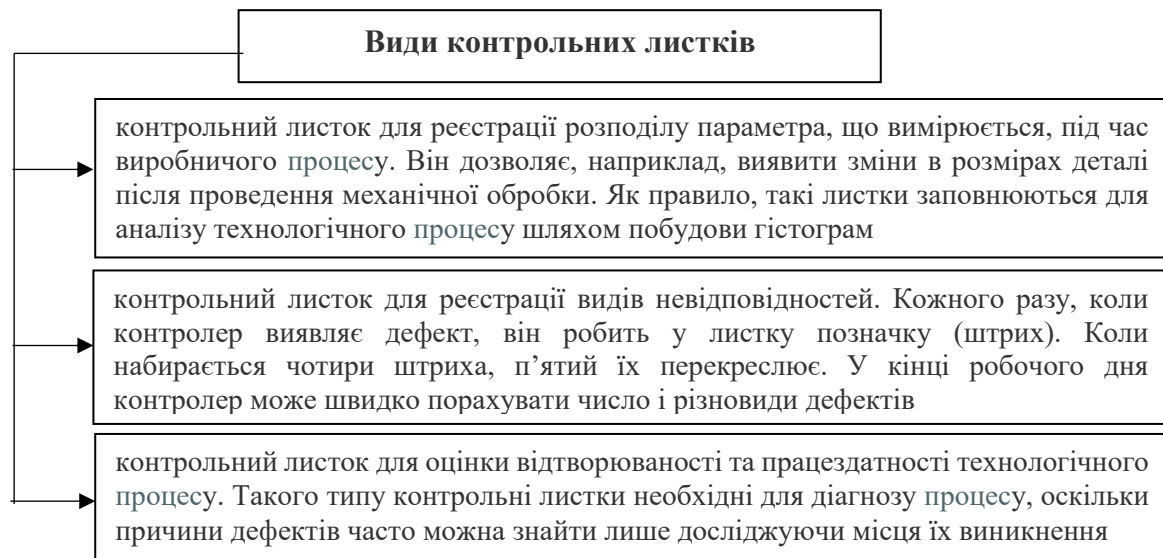 Види контрольних листків
контрольний листок для реєстрації розподілу параметра, що вимірюється, під час
виробничого процесу. Він дозволяє, наприклад, виявити зміни в розмірах деталі
після проведення механічної обробки. Як правило, такі листки заповнюються для
аналізу технологічного процесу шляхом побудови гістограм
контрольний листок для реєстрації видів невідповідностей. Кожного разу, коли
контролер виявляє дефект, він робить у листку позначку (штрих). Коли
набирається чотири штриха, п’ятий їх перекреслює. У кінці робочого дня
контролер може швидко порахувати число і різновиди дефектів
контрольний листок для оцінки відтворюваності та працездатності технологічного
процесу. Такого типу контрольні листки необхідні для діагнозу процесу, оскільки
причини дефектів часто можна знайти лише досліджуючи місця їх виникнення